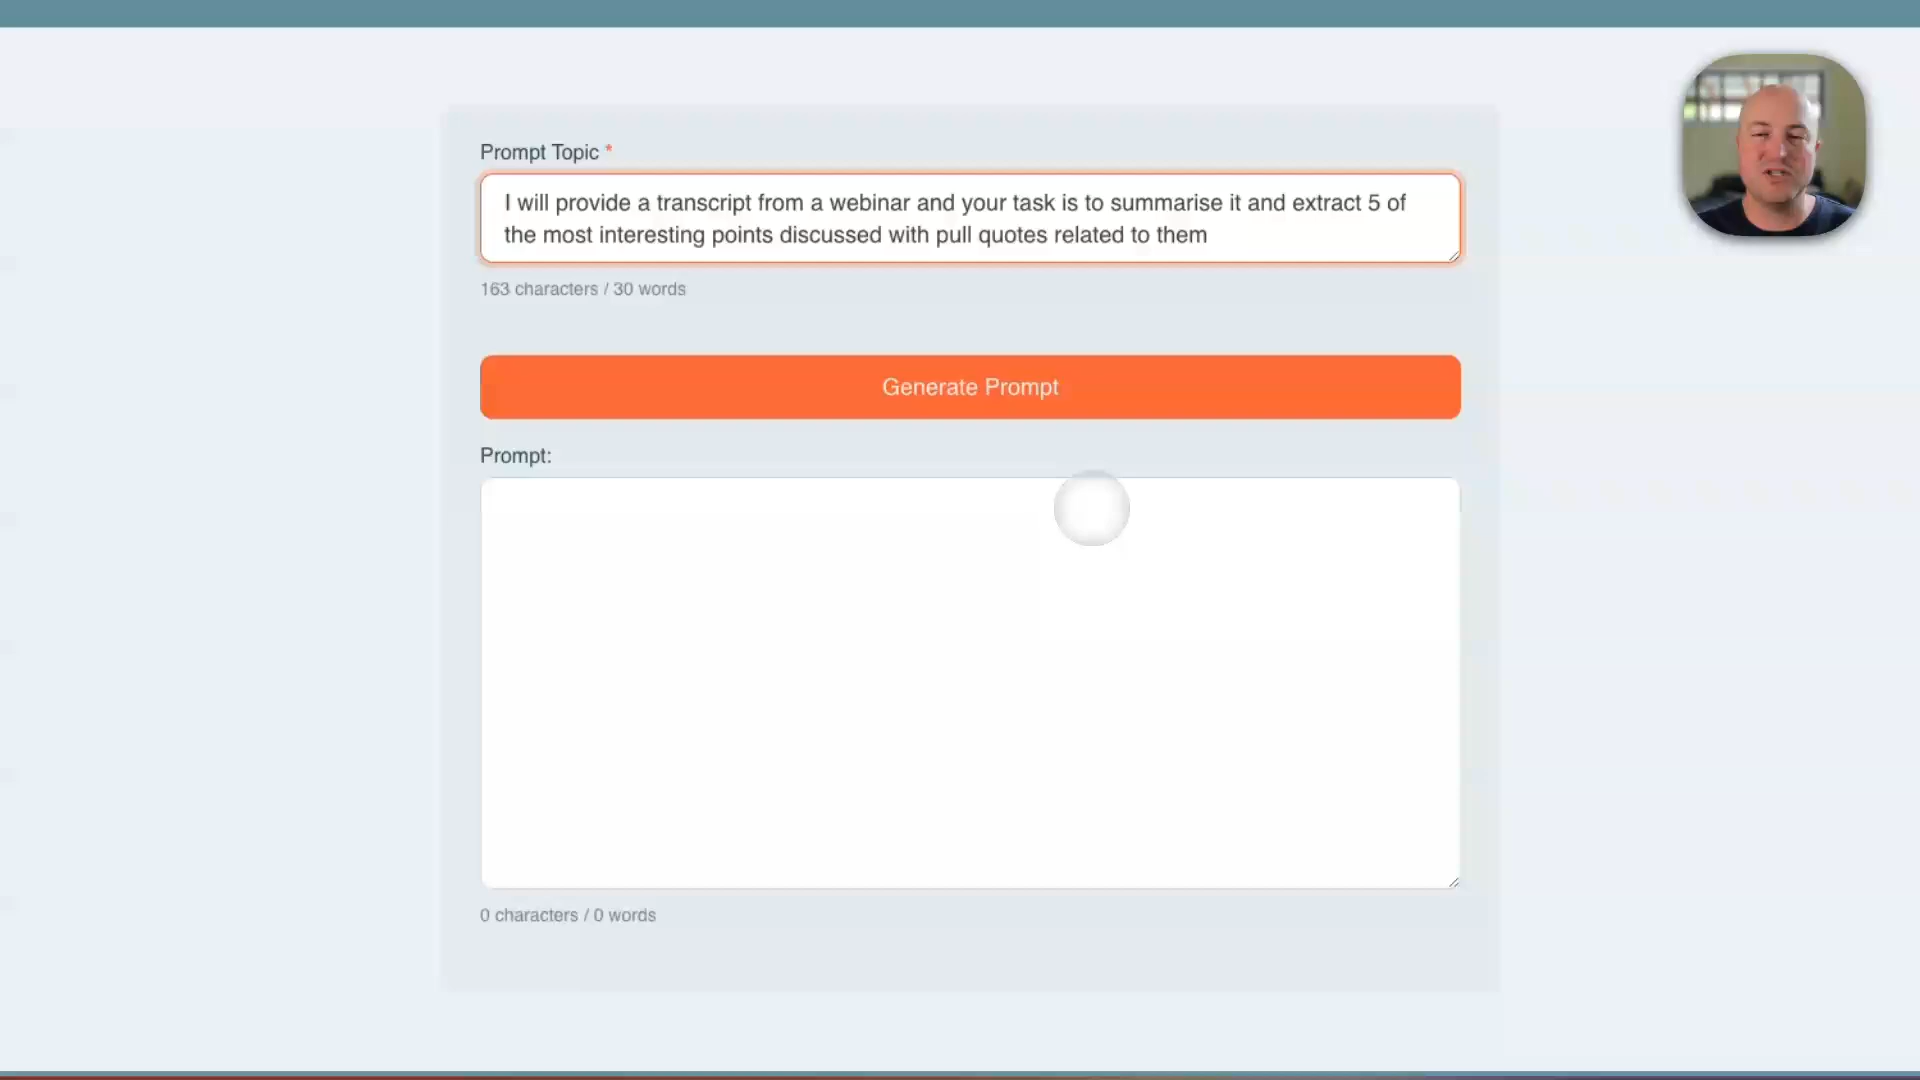 Prompt Topic *
I will provide a transcript from a webinar and your task is to summarise it and extract 5 of
the most interesting points discussed with pull quotes related to them
163 characters / 30 words
Generate Prompt
Prompt:
0 characters / 0 words